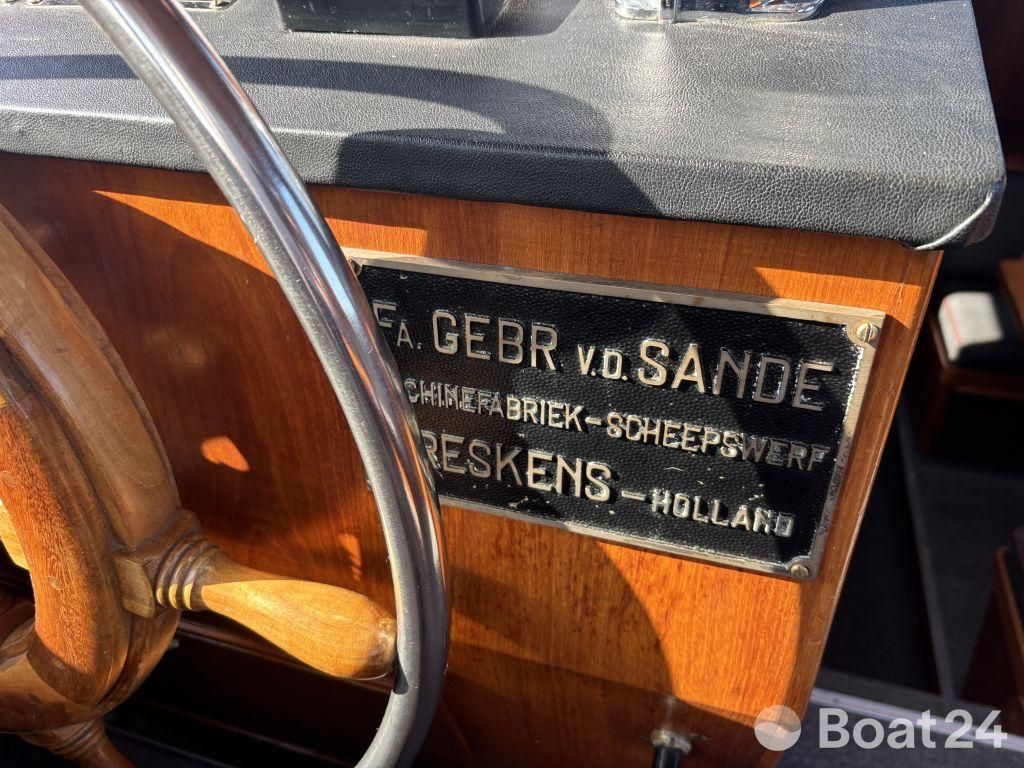 FA. GEBR V.D. SANDE
CHINEFABRIEK-SCHEEPSWERF
RESKENS-HOLLAND
Boat24